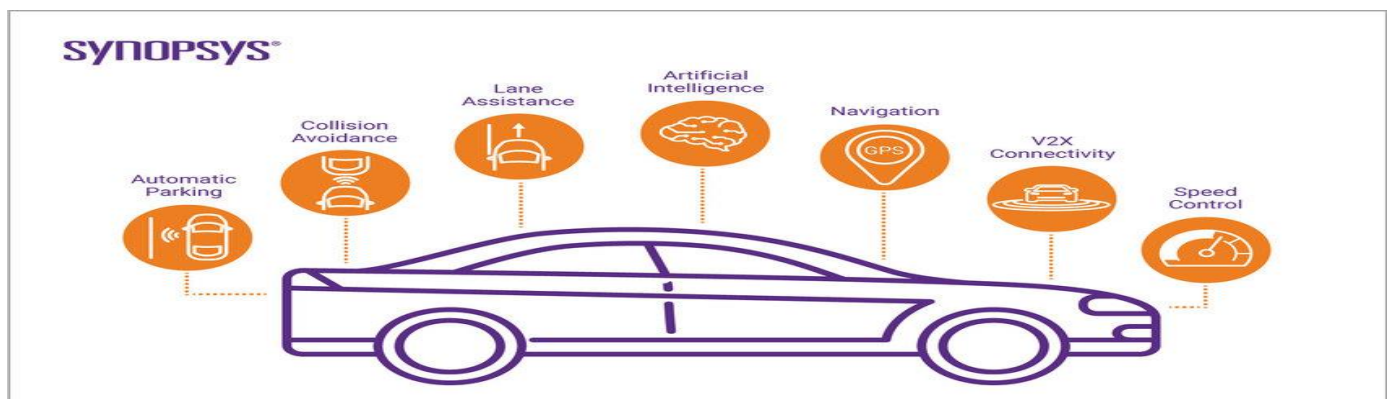 SYNOPSYS®
Automatic
Parking
Collision
Avoidance
Lane
Assistance
Artificial
Intelligence
Navigation
GPS
V2X
Connectivity
Speed
Control